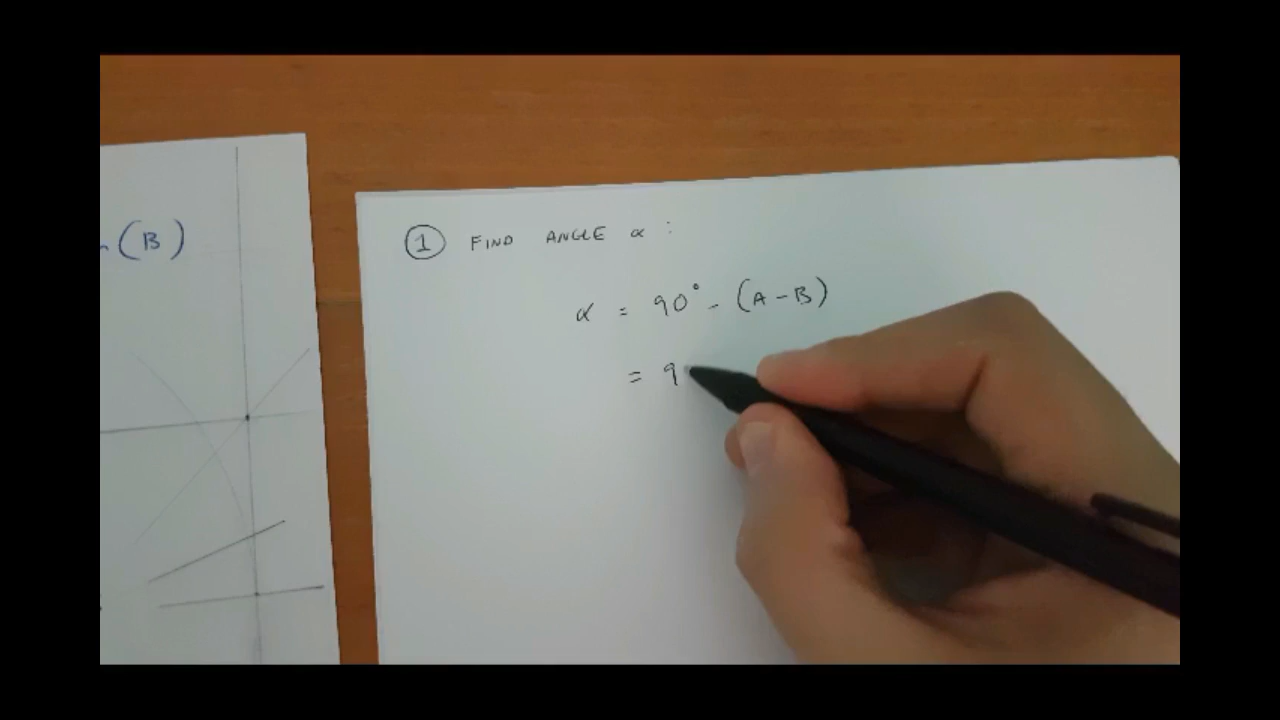 (B)
① FIND ANGLE α :
α = 90° - (A-B)
= 9